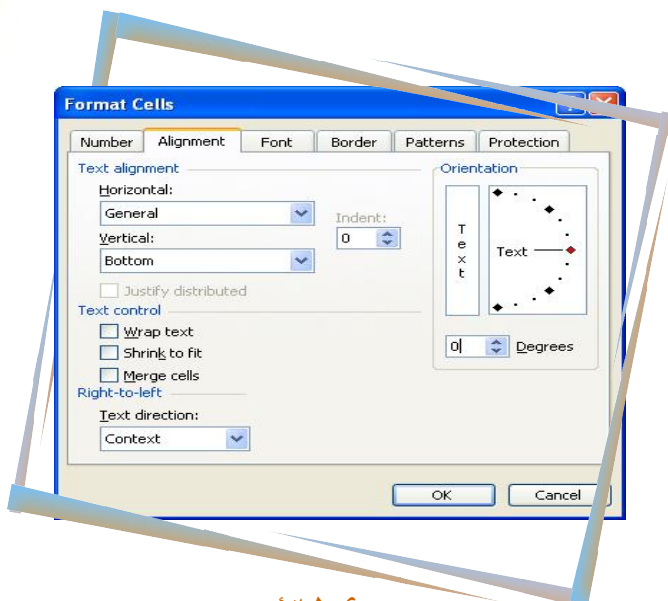 Format Cells
Number Alignment Font Border Patterns Protection
Text alignment
Horizontal:
General
Indent:
0
Vertical:
Bottom
Justify distributed
Text control
Wrap text
Shrink to fit
Merge cells
Right-to-left
Text direction:
Context
Orientation
Text
Text
0 Degrees
OK Cancel